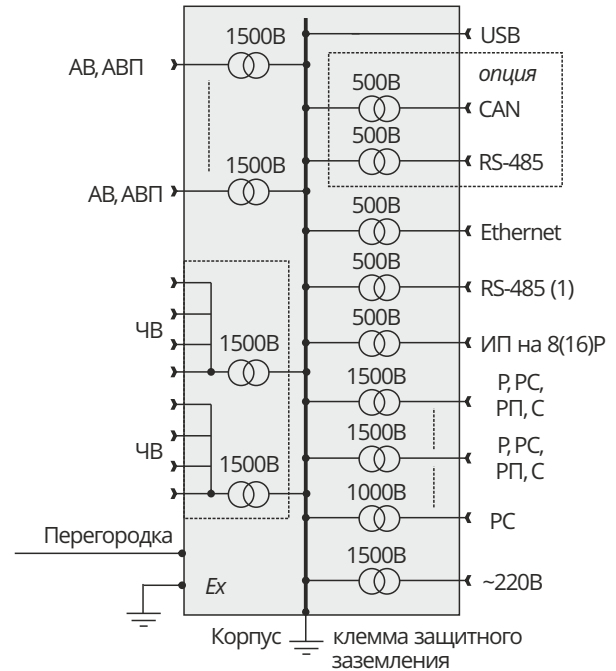 1500В
USB
АВ, АВП
опция
500В
CAN
500В
1500В
RS-485
АВ, АВП
500В
Ethernet
500В
RS-485 (1)
ЧВ
1500В
500В
ИП на 8(16)Р
1500В
Р, РС,
РП, С
ЧВ
1500В
1500В
Р, РС,
РП, С
1000В
РС
Перегородка
1500В
Ex
~220В
Корпус
клемма защитного
заземления